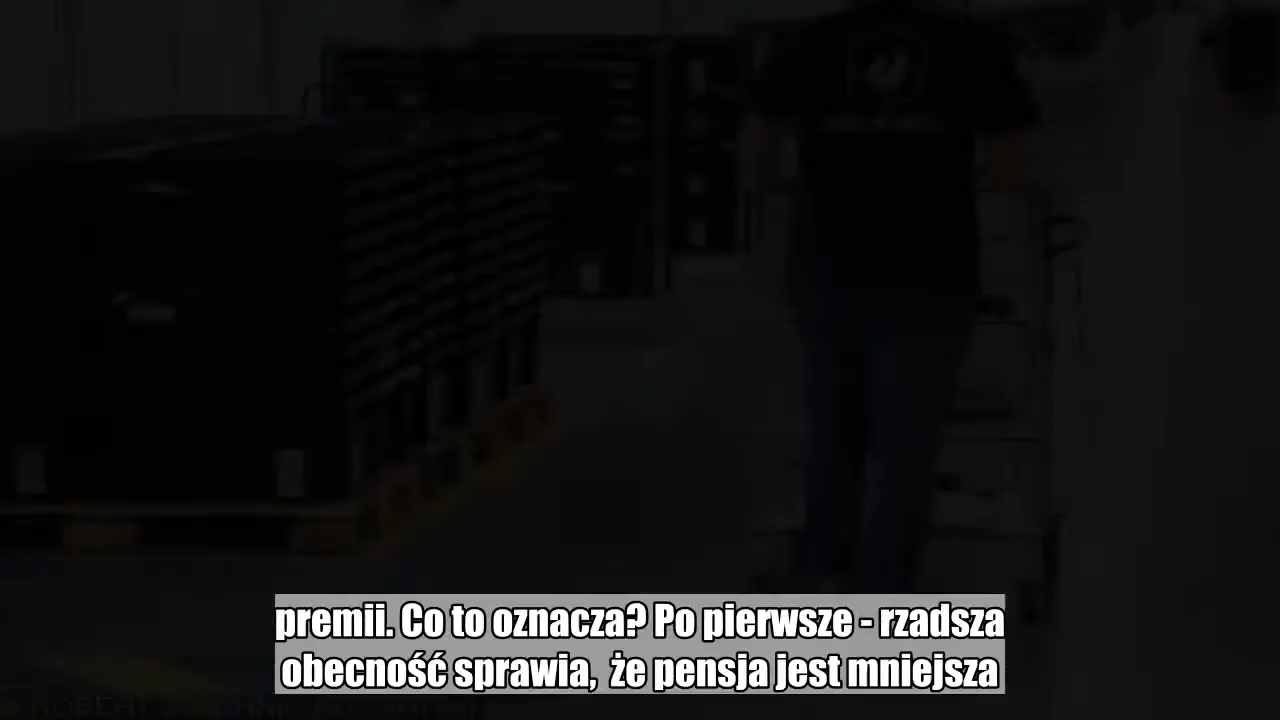 premii. Co to oznacza? Po pierwsze - rzadsza
obecność sprawia, że pensja jest mniejsza